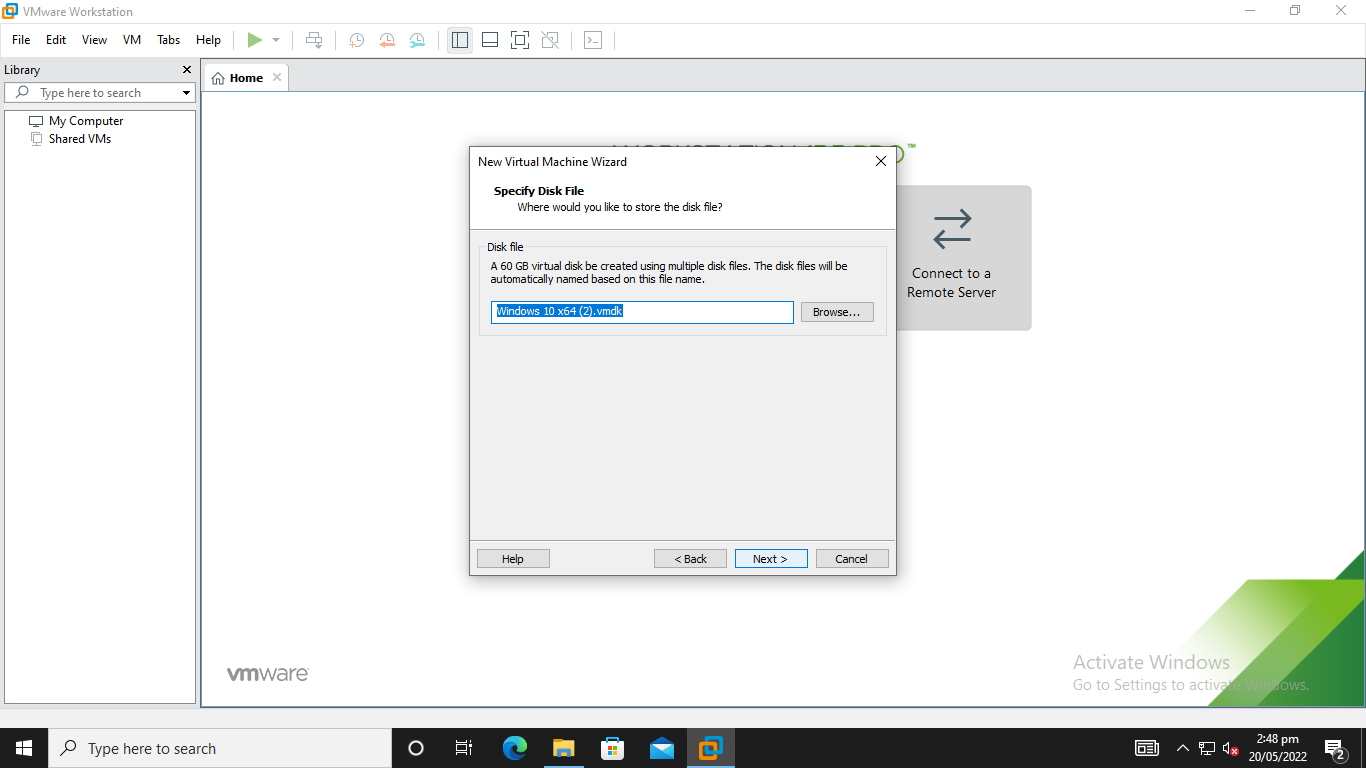 VMware Workstation
File Edit View VM Tabs Help
Library
Type here to search
Home
My Computer
Shared VMs
™
New Virtual Machine Wizard
Specify Disk File
Where would you like to store the disk file?
Connect to a
Remote Server
Disk file
A 60 GB virtual disk be created using multiple disk files. The disk files will be
automatically named based on this file name.
Windows 10 x64 (2).vmdk
Browse...
Help
< Back
Next >
Cancel
vmware
Activate Windows
Go to Settings to activate Windows.
Type here to search
2:48 pm
20/05/2022
2